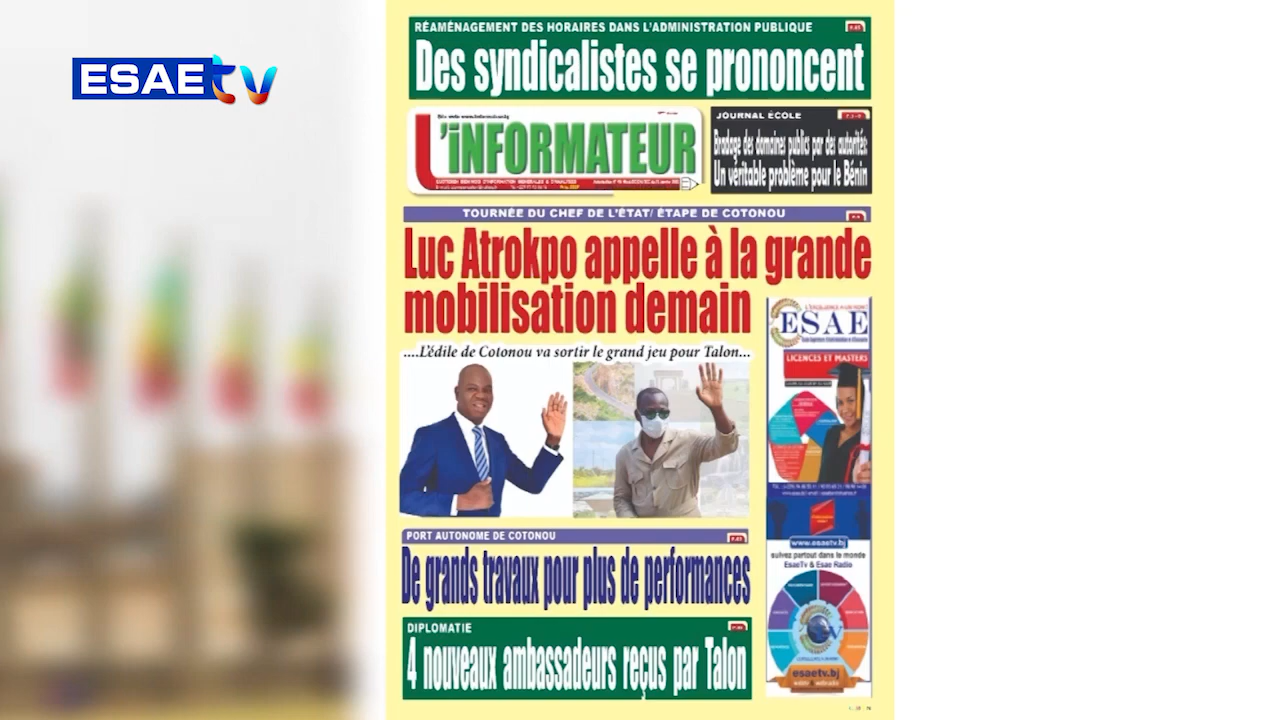 ESAE tv
RÉAMÉNAGEMENT DES HORAIRES DANS L'ADMINISTRATION PUBLIQUE
Des syndicalistes se prononcent
L'iNFORMATEUR
JOURNAL ÉCOLE
Bradage des domaines publics par des autorités:
Un véritable problème pour le Bénin
TOURNÉE DU CHEF DE L'ÉTAT/ ÉTAPE DE COTONOU
Luc Atrokpo appelle à la grande
mobilisation demain
....L'édile de Cotonou va sortir le grand jeu pour Talon...
ESAE
LICENCES ET MASTERS
PORT AUTONOME DE COTONOU
De grands travaux pour plus de performances
www.esaetv.bj
suivez partout dans le monde
EsaeTv & Esae Radio
DIPLOMATIE
4 nouveaux ambassadeurs reçus par Talon
esaetv.bj